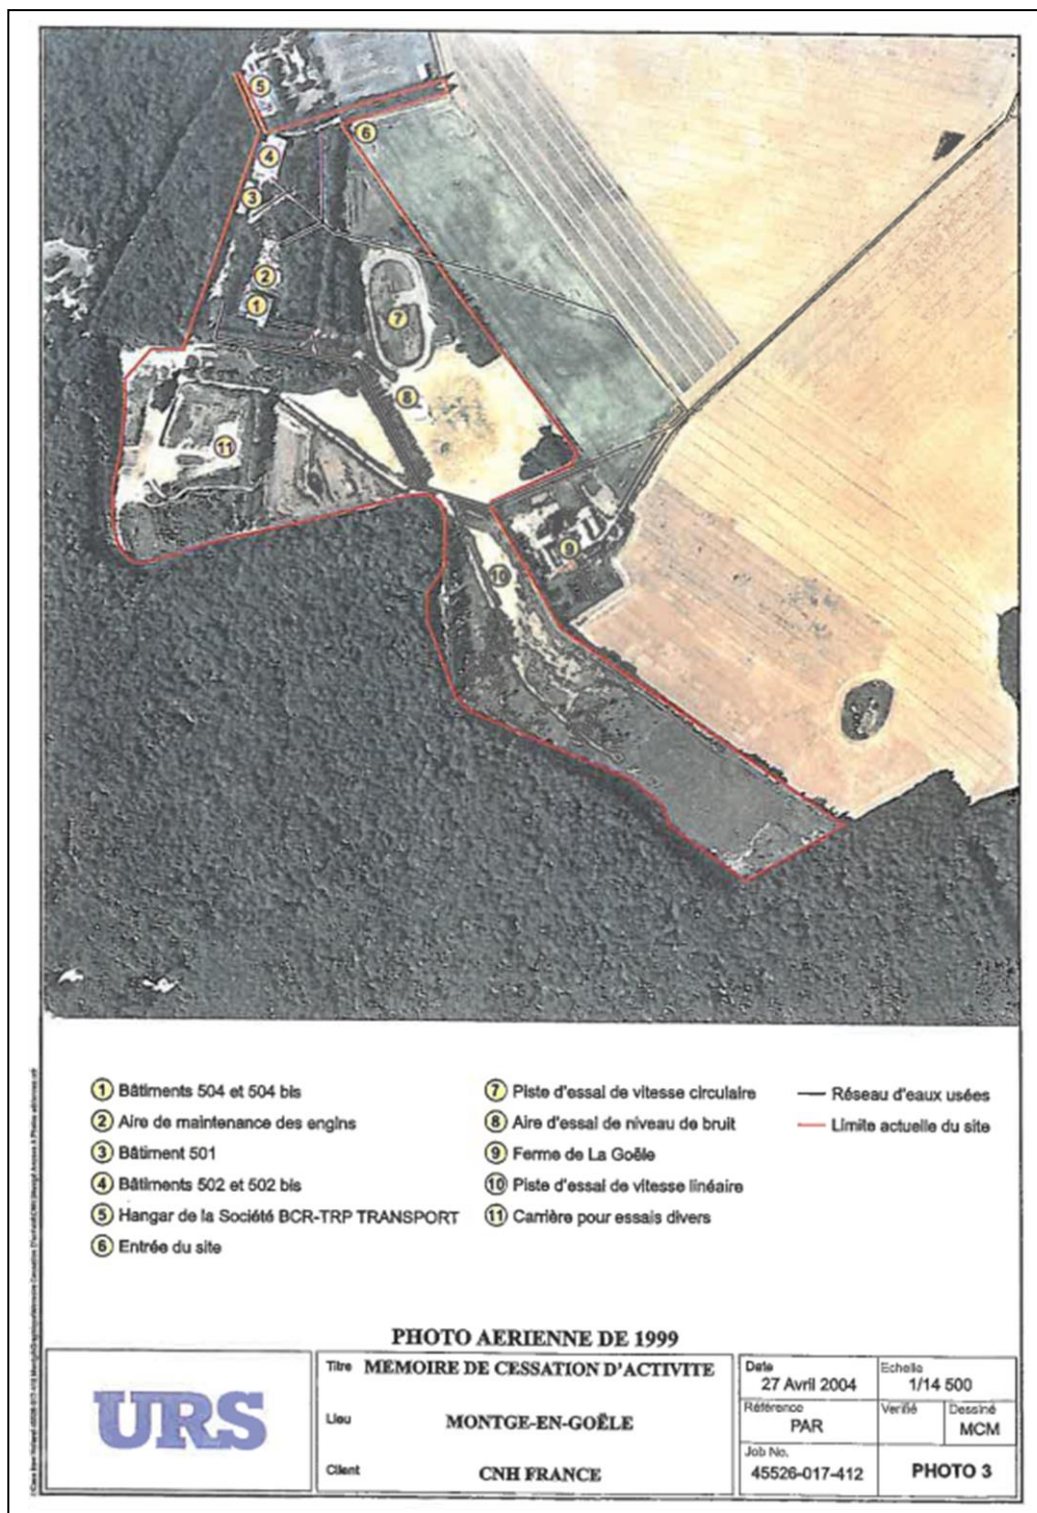 5
6
4
3
2
1
7
8
11
9
10
1 Bâtiments 504 et 504 bis
2 Aire de maintenance des engins
3 Bâtiment 501
4 Bâtiments 502 et 502 bis
5 Hangar de la Société BCR-TRP TRANSPORT
6 Entrée du site
7 Piste d'essai de vitesse circulaire
8 Aire d'essai de niveau de bruit
9 Ferme de La Goële
10 Piste d'essai de vitesse linéaire
11 Carrière pour essais divers
Réseau d'eaux usées
Limite actuelle du site
PHOTO AERIENNE DE 1999
URS
Titre MEMOIRE DE CESSATION D'ACTIVITE
Lieu MONTGE-EN-GOËLE
Client CNH FRANCE
Date
27 Avril 2004
Echelle
1/14 500
Référence
PAR
Verifié
Dessiné
MCM
Job No.
45526-017-412
PHOTO 3